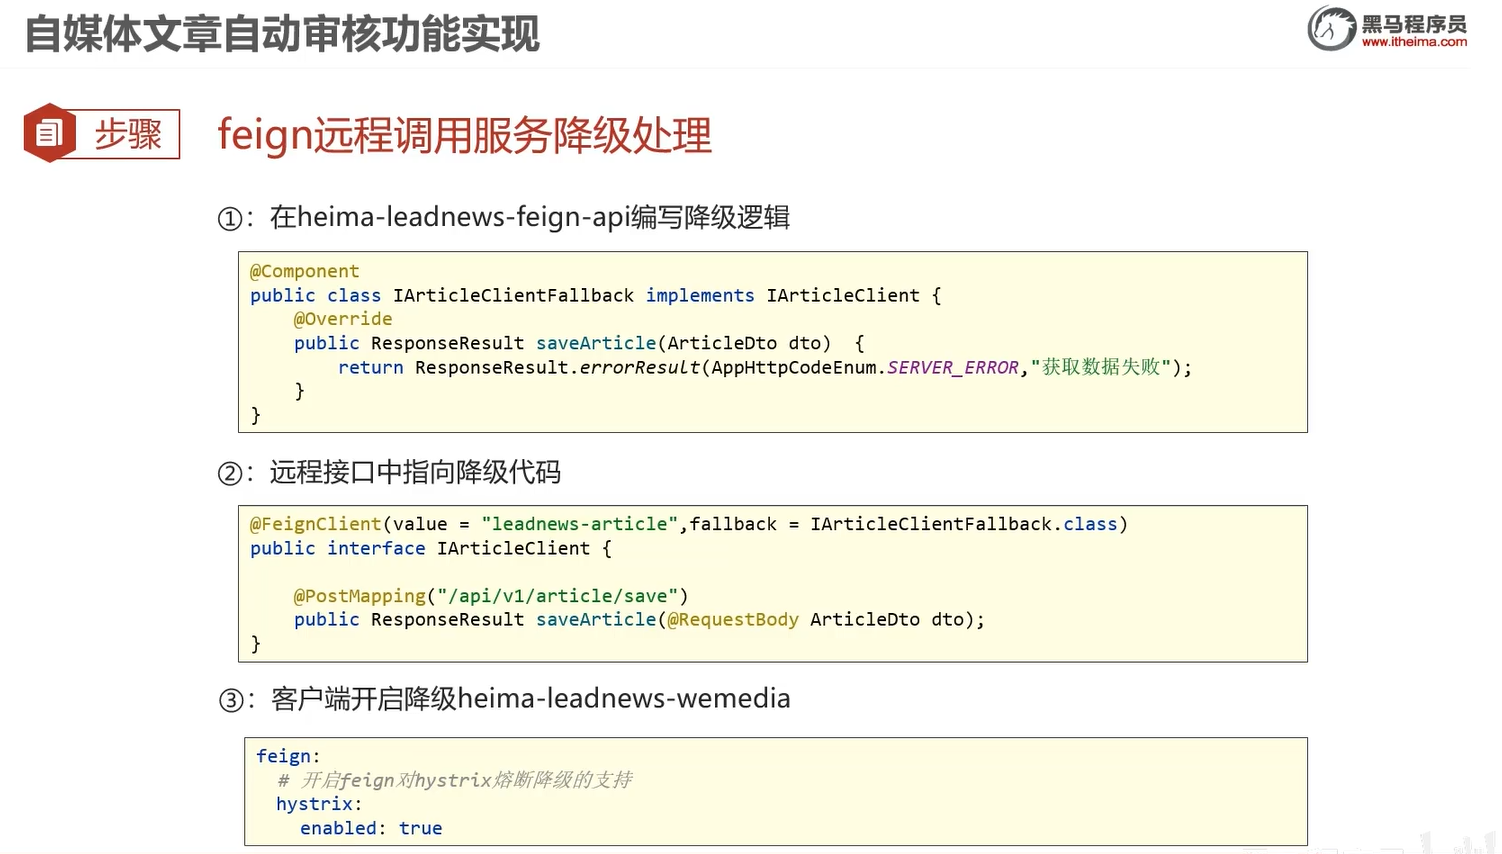 自媒体文章自动审核功能实现
黑马程序员
www.itheima.com
步骤
feign远程调用服务降级处理
①：在heima-leadnews-feign-api编写降级逻辑
@Component
public class IArticleClientFallback implements IArticleClient {
    @Override
    public ResponseResult saveArticle(ArticleDto dto)  {
        return ResponseResult.errorResult(AppHttpCodeEnum.SERVER_ERROR,"获取数据失败");
    }
}
②：远程接口中指向降级代码
@FeignClient(value = "leadnews-article",fallback = IArticleClientFallback.class)
public interface IArticleClient {
    @PostMapping("/api/v1/article/save")
    public ResponseResult saveArticle(@RequestBody ArticleDto dto);
}
③：客户端开启降级heima-leadnews-wemedia
feign:
  # 开启feign对hystrix熔断降级的支持
  hystrix:
    enabled: true